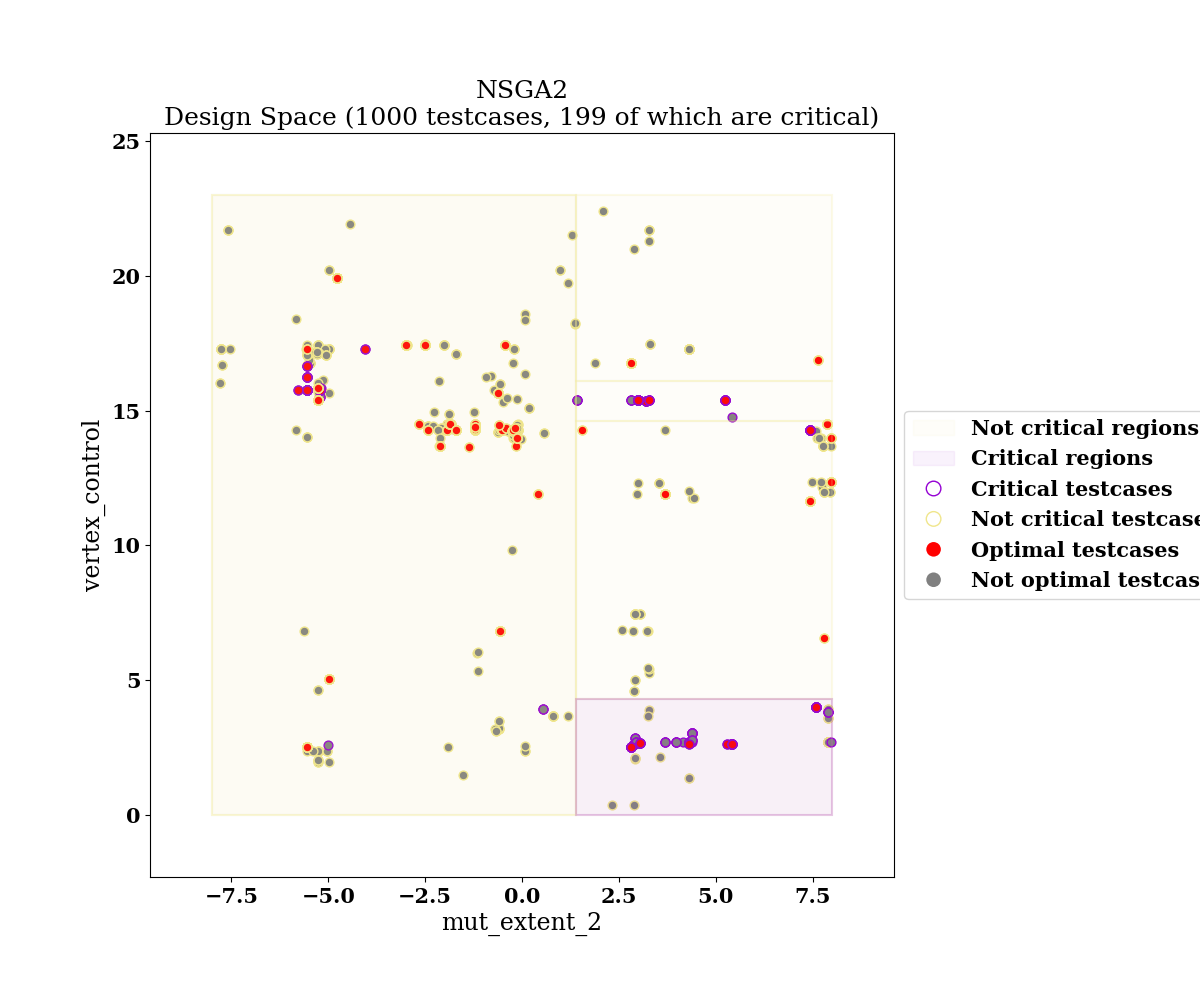 NSGA2
Design Space (1000 testcases, 199 of which are critical)
25
20
15
10
5
0
vertex_control
−7.5 −5.0 −2.5 0.0 2.5 5.0 7.5
mut_extent_2
Not critical regions
Critical regions
Critical testcases
Not critical testcase
Optimal testcases
Not optimal testcas